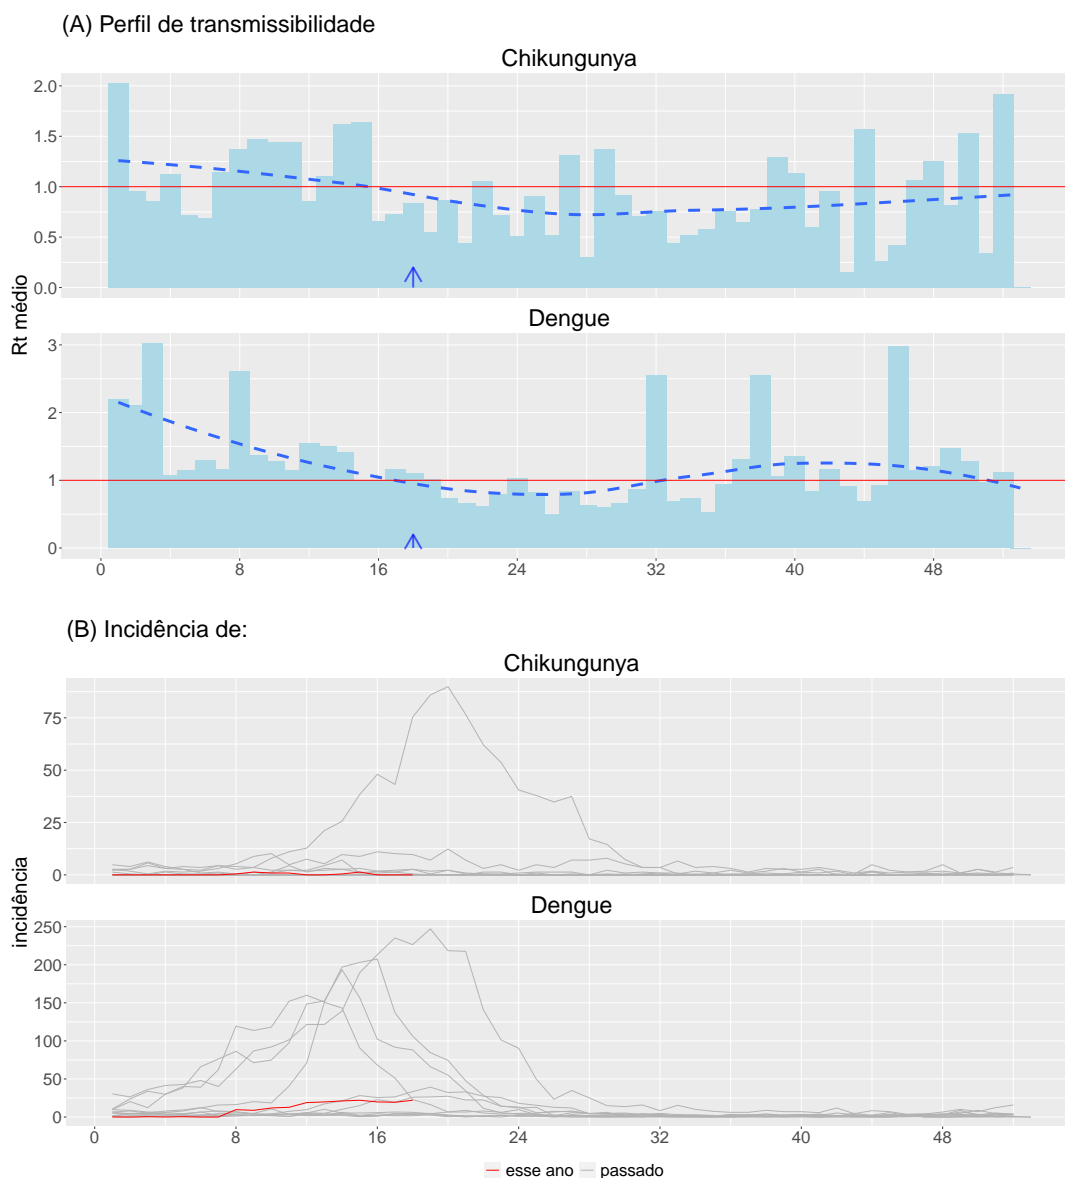 (A) Perfil de transmissibilidade
Chikungunya
2.0
1.5
1.0
0.5
0.0
Rt médio
Dengue
3
2
1
0
0 8 16 24 32 40 48
(B) Incidência de:
Chikungunya
75
50
25
0
incidência
Dengue
250
200
150
100
50
0
0 8 16 24 32 40 48
esse ano passado